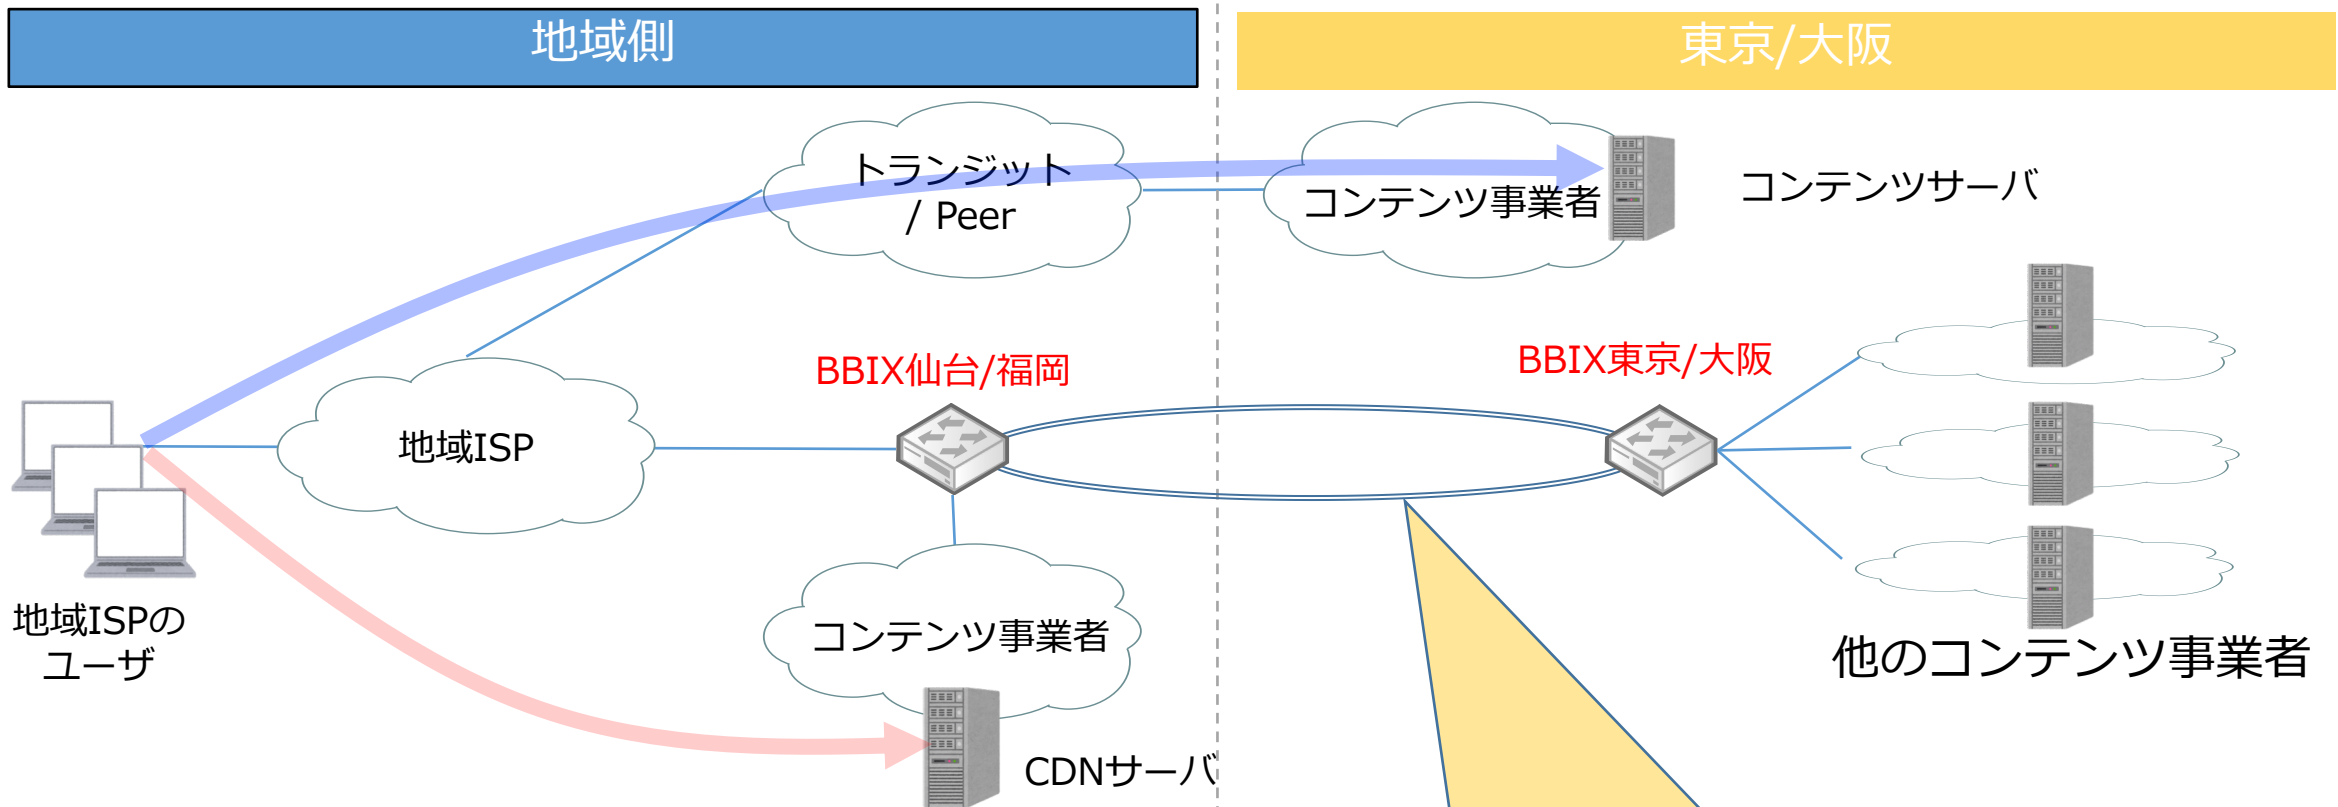 地域側
東京/大阪
トランジット
/ Peer
コンテンツ事業者
コンテンツサーバ
BBIX仙台/福岡
BBIX東京/大阪
地域ISP
地域ISPの
ユーザ
コンテンツ事業者
CDNサーバ
他のコンテンツ事業者